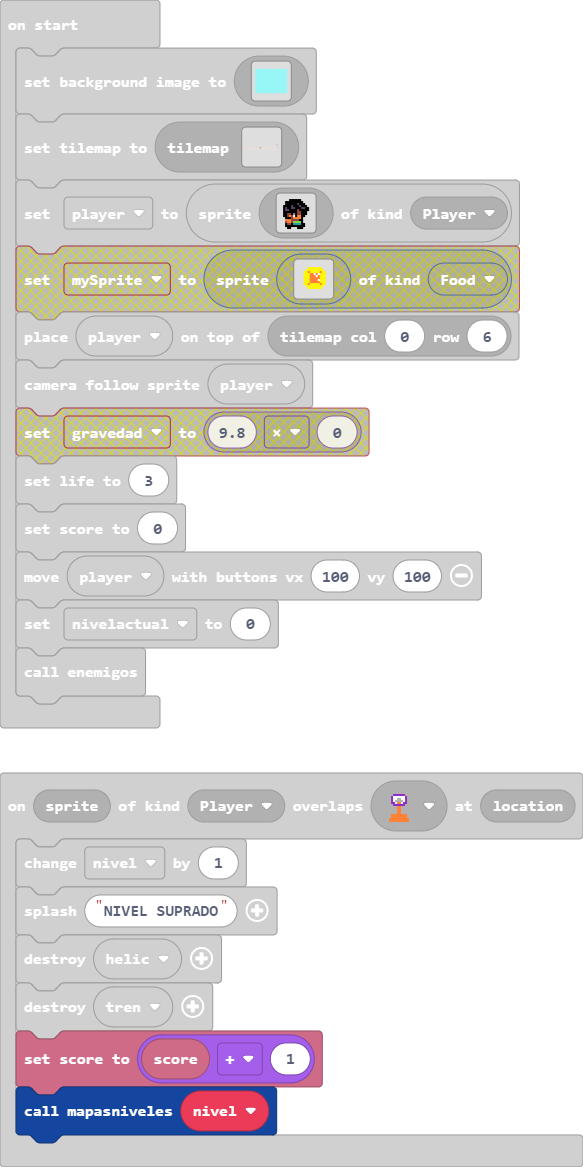 on start
set background image to
set tilemap to tilemap
set player to sprite of kind Player
set mySprite to sprite of kind Food
place player on top of tilemap col 0 row 6
camera follow sprite player
set gravedad to 9.8 × 0
set life to 3
set score to 0
move player with buttons vx 100 vy 100
set nivelactual to 0
call enemigos
on sprite of kind Player overlaps at location
change nivel by 1
splash "NIVEL SUPRADO"
destroy helic
destroy tren
set score to score + 1
call mapasniveles nivel